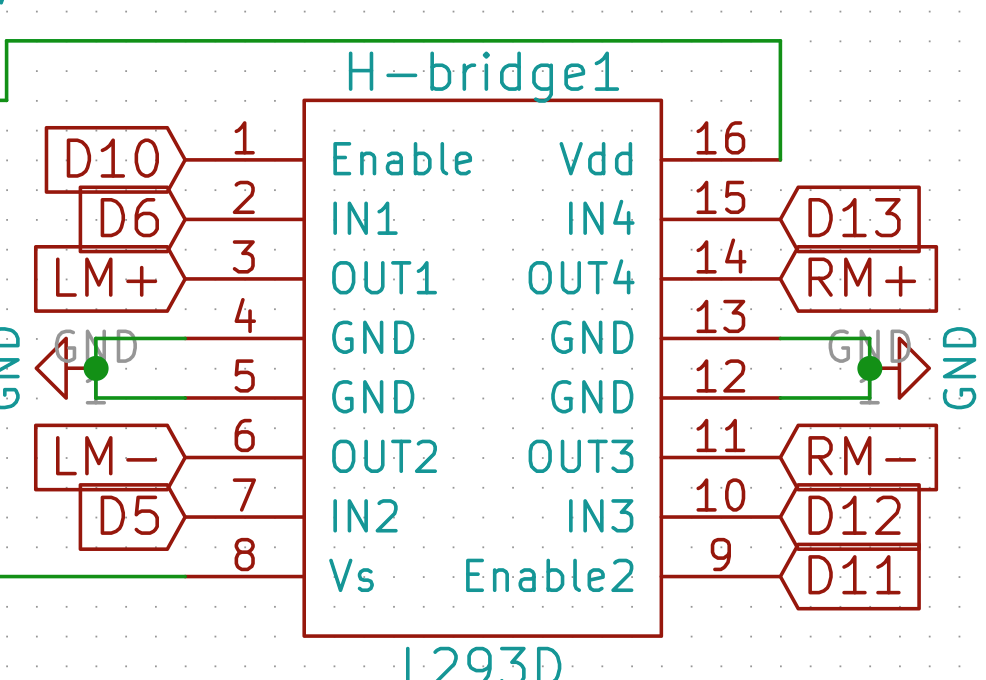 H-bridge1
D10 1 Enable Vdd 16
D6 2 IN1 IN4 15 D13
LM+ 3 OUT1 OUT4 14 RM+
GND 4 GND GND 13 GND
GND 5 GND GND 12 GND
LM- 6 OUT2 OUT3 11 RM-
D5 7 IN2 IN3 10 D12
8 Vs Enable2 9 D11
L293D